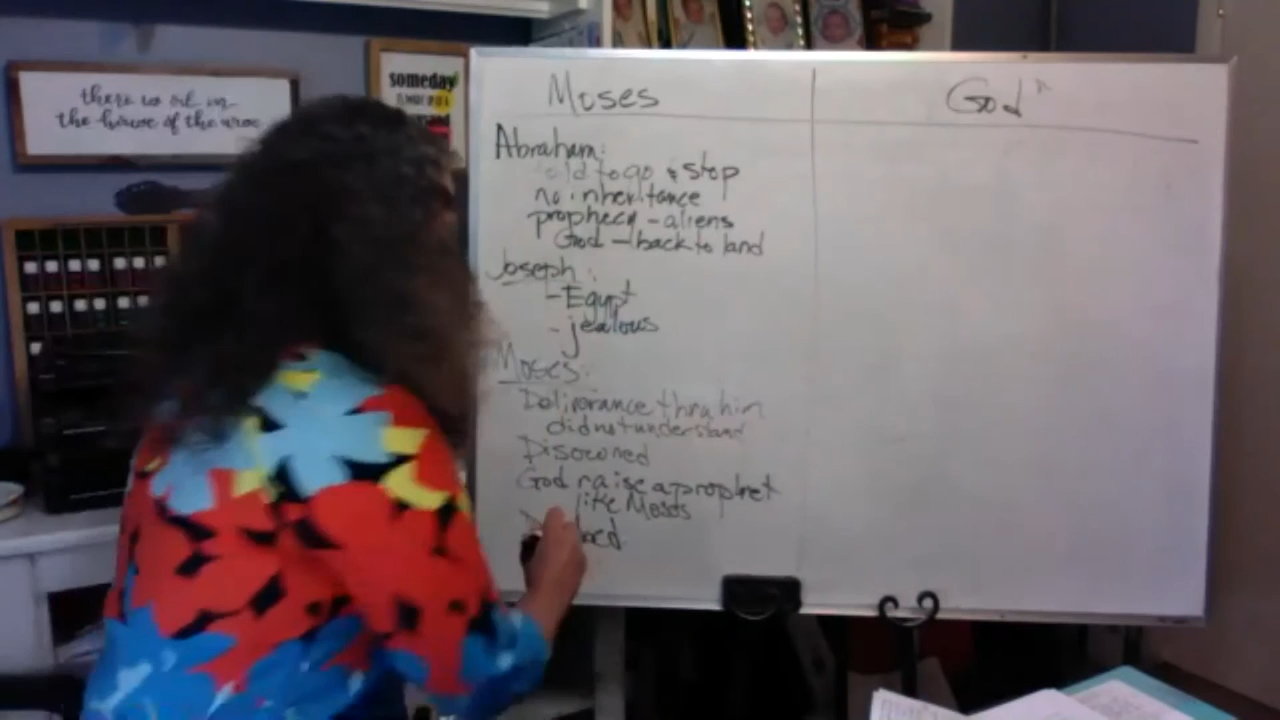 there is wine in
the house of the
someday
Moses
God
Abraham:
told to go & stop
no inheritance
prophecy - aliens
God - back to land
Joseph:
- Egypt
- jealous
Moses:
Deliverance thru him
did not understand
Disowned
God raise a prophet
like Moses